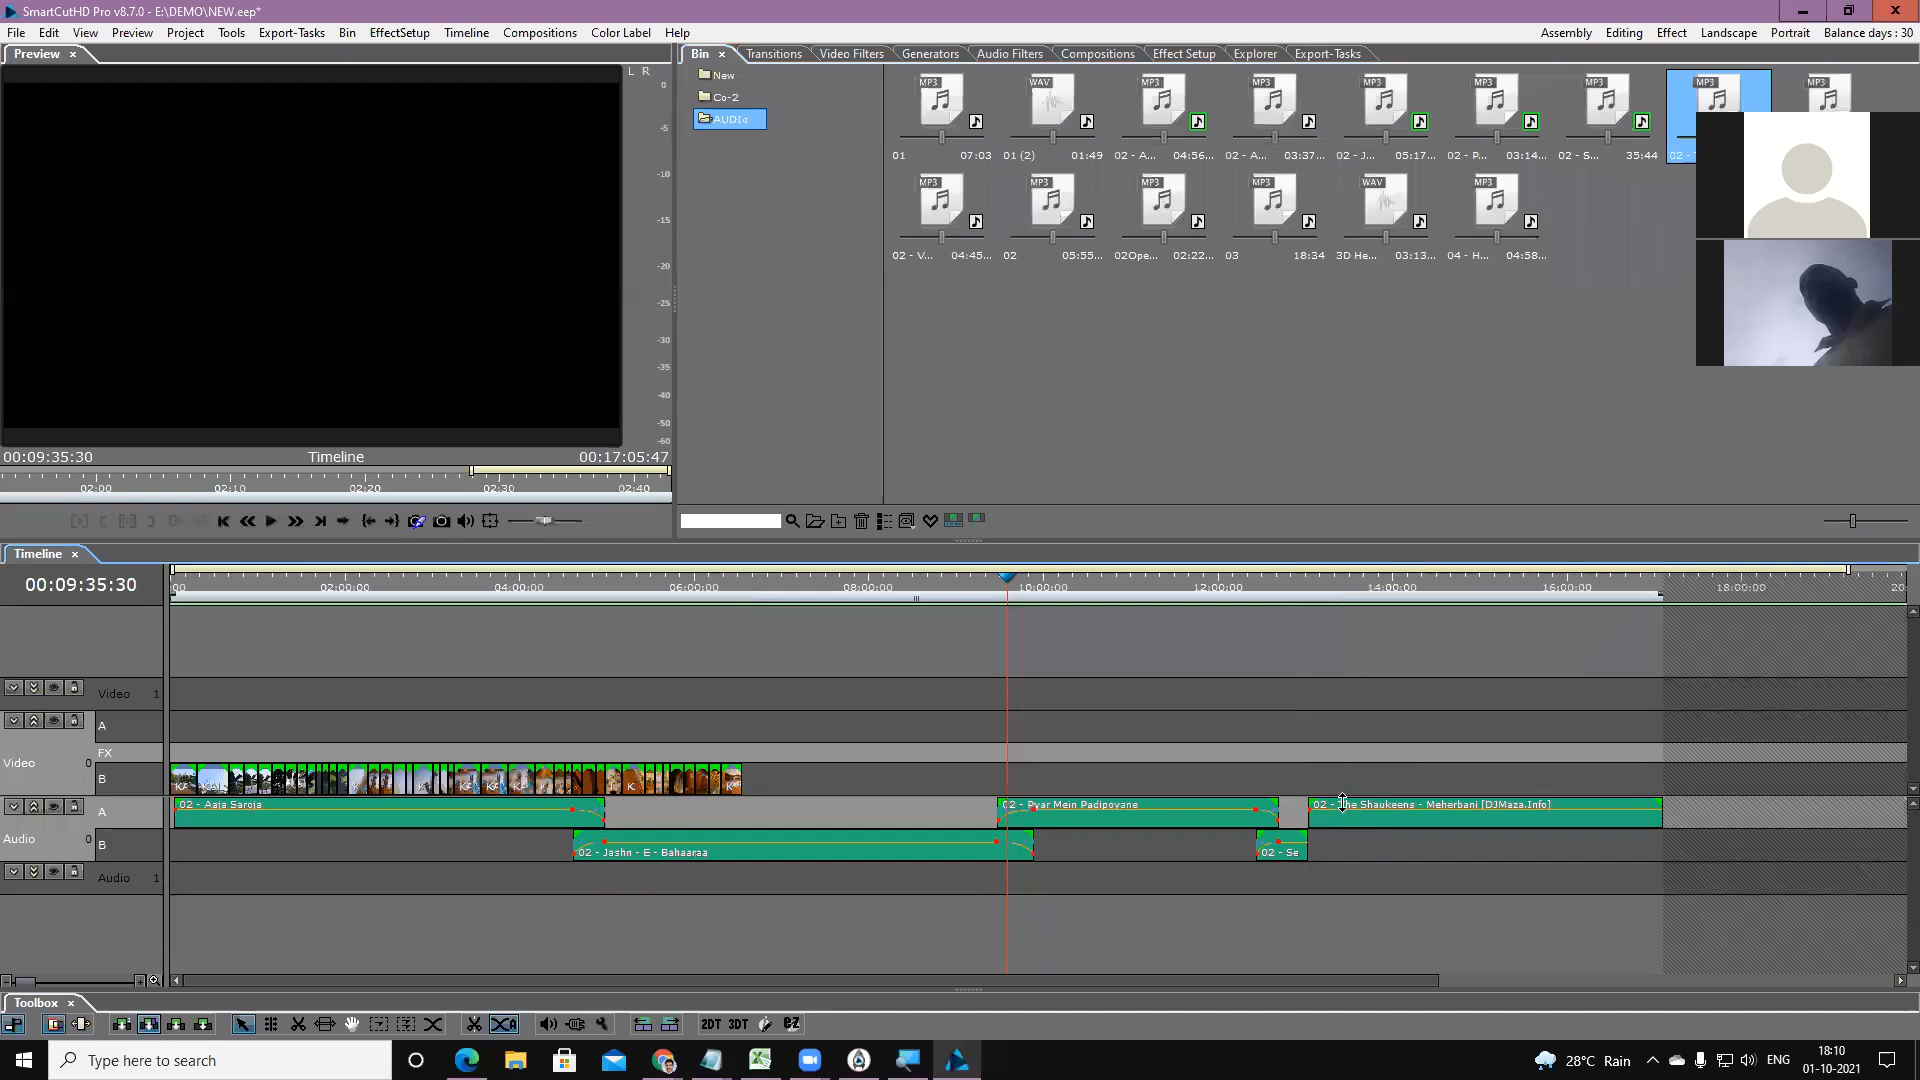 SmartCutHD Pro v8.7.0 - E:\DEMO\NEW.eep*
File Edit View Preview Project Tools Export-Tasks Bin EffectSetup Timeline Compositions Color Label Help
Assembly Editing Effect Landscape Portrait Balance days : 30
Preview
Bin Transitions Video Filters Generators Audio Filters Compositions Effect Setup Explorer Export-Tasks
L R
0
-5
-10
-15
-20
-25
-30
-35
-40
-50
-60
New
Co-2
AUDIo
MP3 WAV MP3 MP3 MP3 MP3 MP3 MP3 MP3
01 07:03 01 (2) 01:49 02 - A... 04:56... 02 - A... 03:37... 02 - J... 05:17... 02 - P... 03:14... 02 - S... 35:44
MP3 MP3 MP3 MP3 WAV MP3
02 - V... 04:45... 02 05:55... 02Ope... 02:22... 03 18:34 3D He... 03:13... 04 - H... 04:58...
00:09:35:30 Timeline 00:17:05:47
02:00 02:10 02:20 02:30 02:40
Timeline
00:09:35:30
00 02:00:00 04:00:00 06:00:00 08:00:00 10:00:00 12:00:00 14:00:00 16:00:00 18:00:00 20:
Video 1
A
FX
Video 0
B
A
02 - Aaja Saroja
02 - Pyar Mein Padipoyane
02 - The Shaukeens - Meherbani [DJMaza.Info]
Audio 0
B
02 - Jashn - E - Bahaaraa
02 - Se
Audio 1
Toolbox
2DT 3DT eZ
Type here to search
28°C Rain
ENG
18:10
01-10-2021